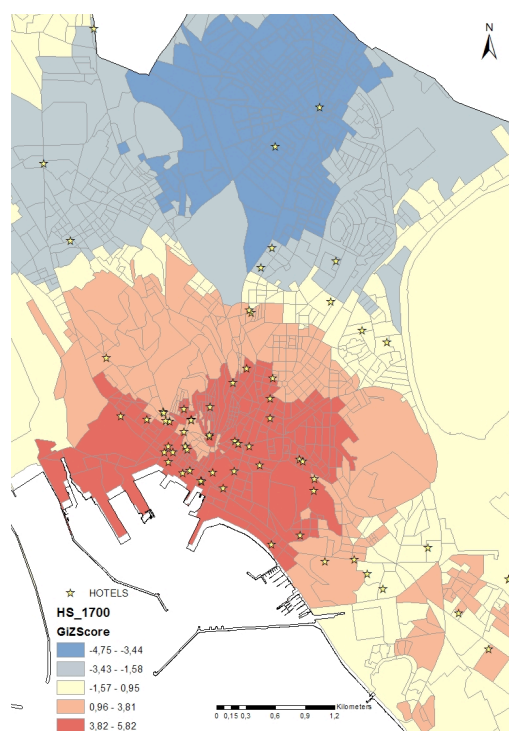 N
HOTELS
HS_1700
GiZScore
-4,75 - -3,44
-3,43 - -1,58
-1,57 - 0,95
0,96 - 3,81
3,82 - 5,82
Kilometers
0 0,15 0,3 0,6 0,9 1,2